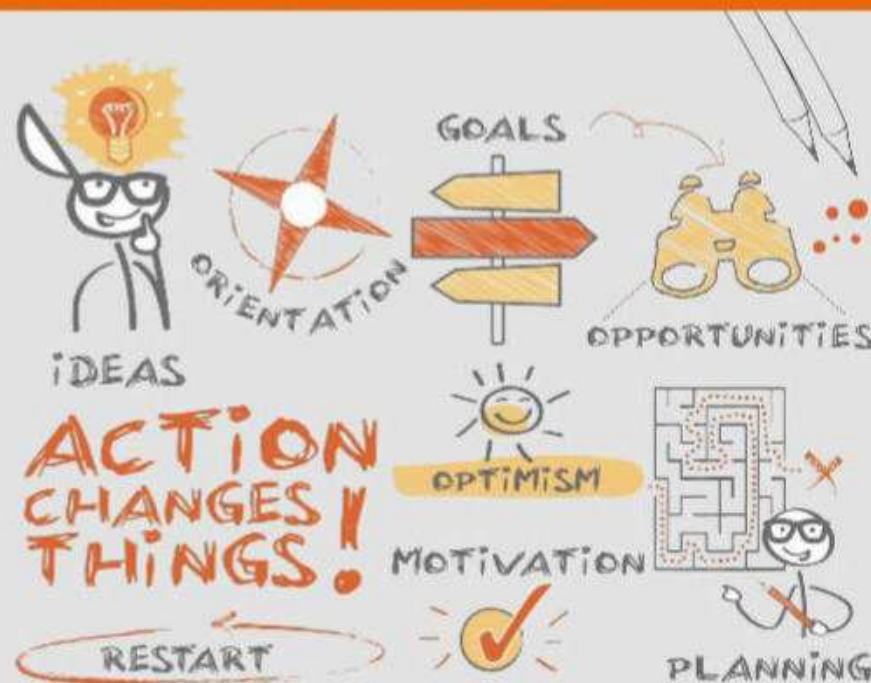 GOALS
ORiENTATiON
OPPORTUNiTiES
iDEAS
ACTiON
CHANGES
THiNGS!
OPTiMiSM
MOTiVATiON
RESTART
PLANNiNG